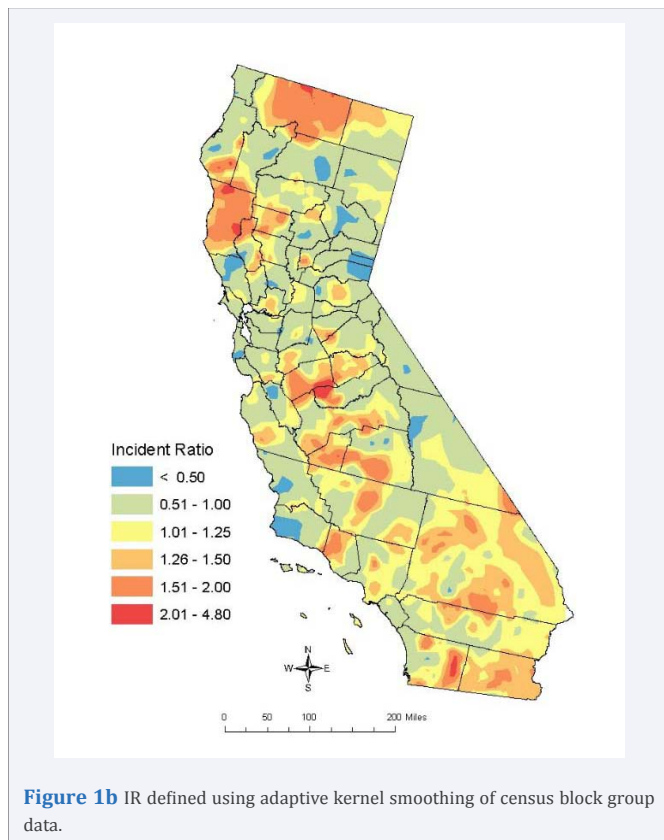 Incident Ratio
< 0.50
0.51 - 1.00
1.01 - 1.25
1.26 - 1.50
1.51 - 2.00
2.01 - 4.80
N
W E
S
0 50 100 200 Miles
Figure 1b IR defined using adaptive kernel smoothing of census block group
data.